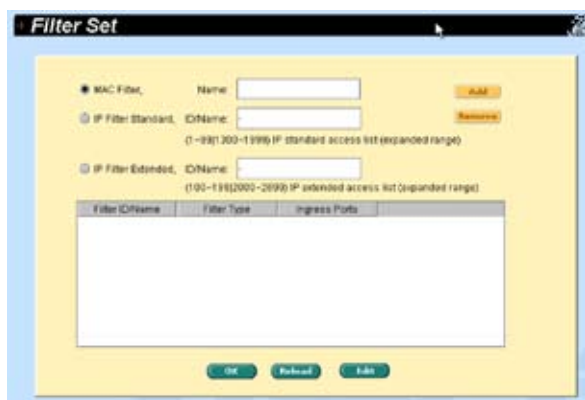 Filter Set
MAC Filter, Name:
Add
IP Filter Standard, ID/Name:
Remove
(1~99|1300~1999) IP standard access list (expanded range)
IP Filter Extended, ID/Name:
(100~199|2000~2699) IP extended access list (expanded range)
Filter ID/Name Filter Type Ingress Ports
OK Reload Edit